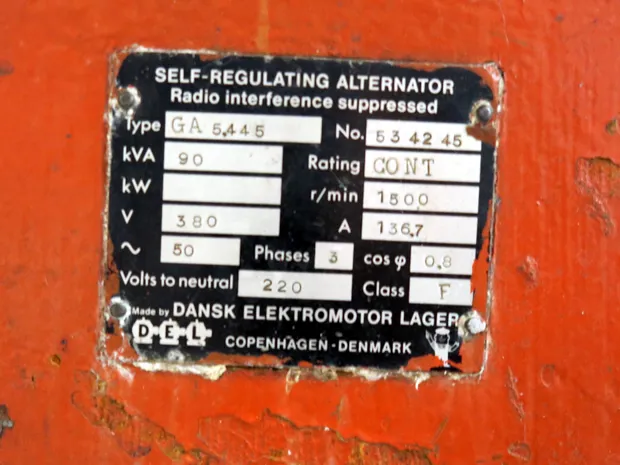 SELF-REGULATING ALTERNATOR
Radio interference suppressed
Type GA 5.445 No. 53 42 45
kVA 90 Rating CONT
kW r/min 1500
V 380 A 136.7
~ 50 Phases 3 cos φ 0.8
Volts to neutral 220 Class F
Made by DANSK ELEKTROMOTOR LAGER
D·E·L COPENHAGEN - DENMARK